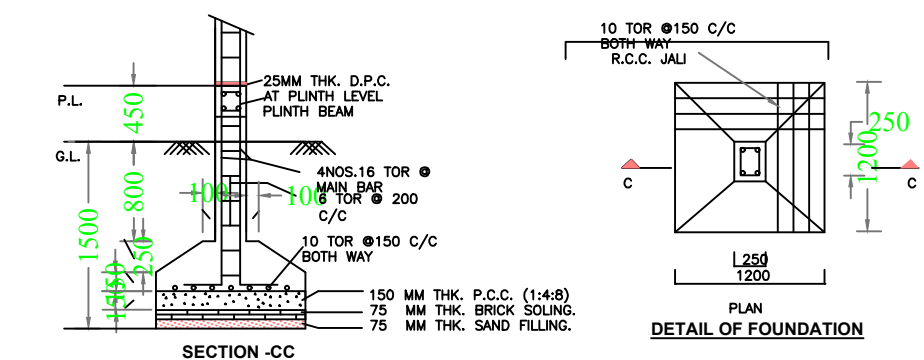 25MM THK. D.P.C.
AT PLINTH LEVEL
PLINTH BEAM
P.L.
450
G.L.
4NOS.16 TOR @
MAIN BAR
6 TOR @ 200
C/C
100
100
800
1500
250
10 TOR @150 C/C
BOTH WAY
150
150 MM THK. P.C.C. (1:4:8)
75 MM THK. BRICK SOLING.
75 MM THK. SAND FILLING.
SECTION -CC
10 TOR @150 C/C
BOTH WAY
R.C.C. JALI
250
1200
C
C
250
1200
PLAN
DETAIL OF FOUNDATION